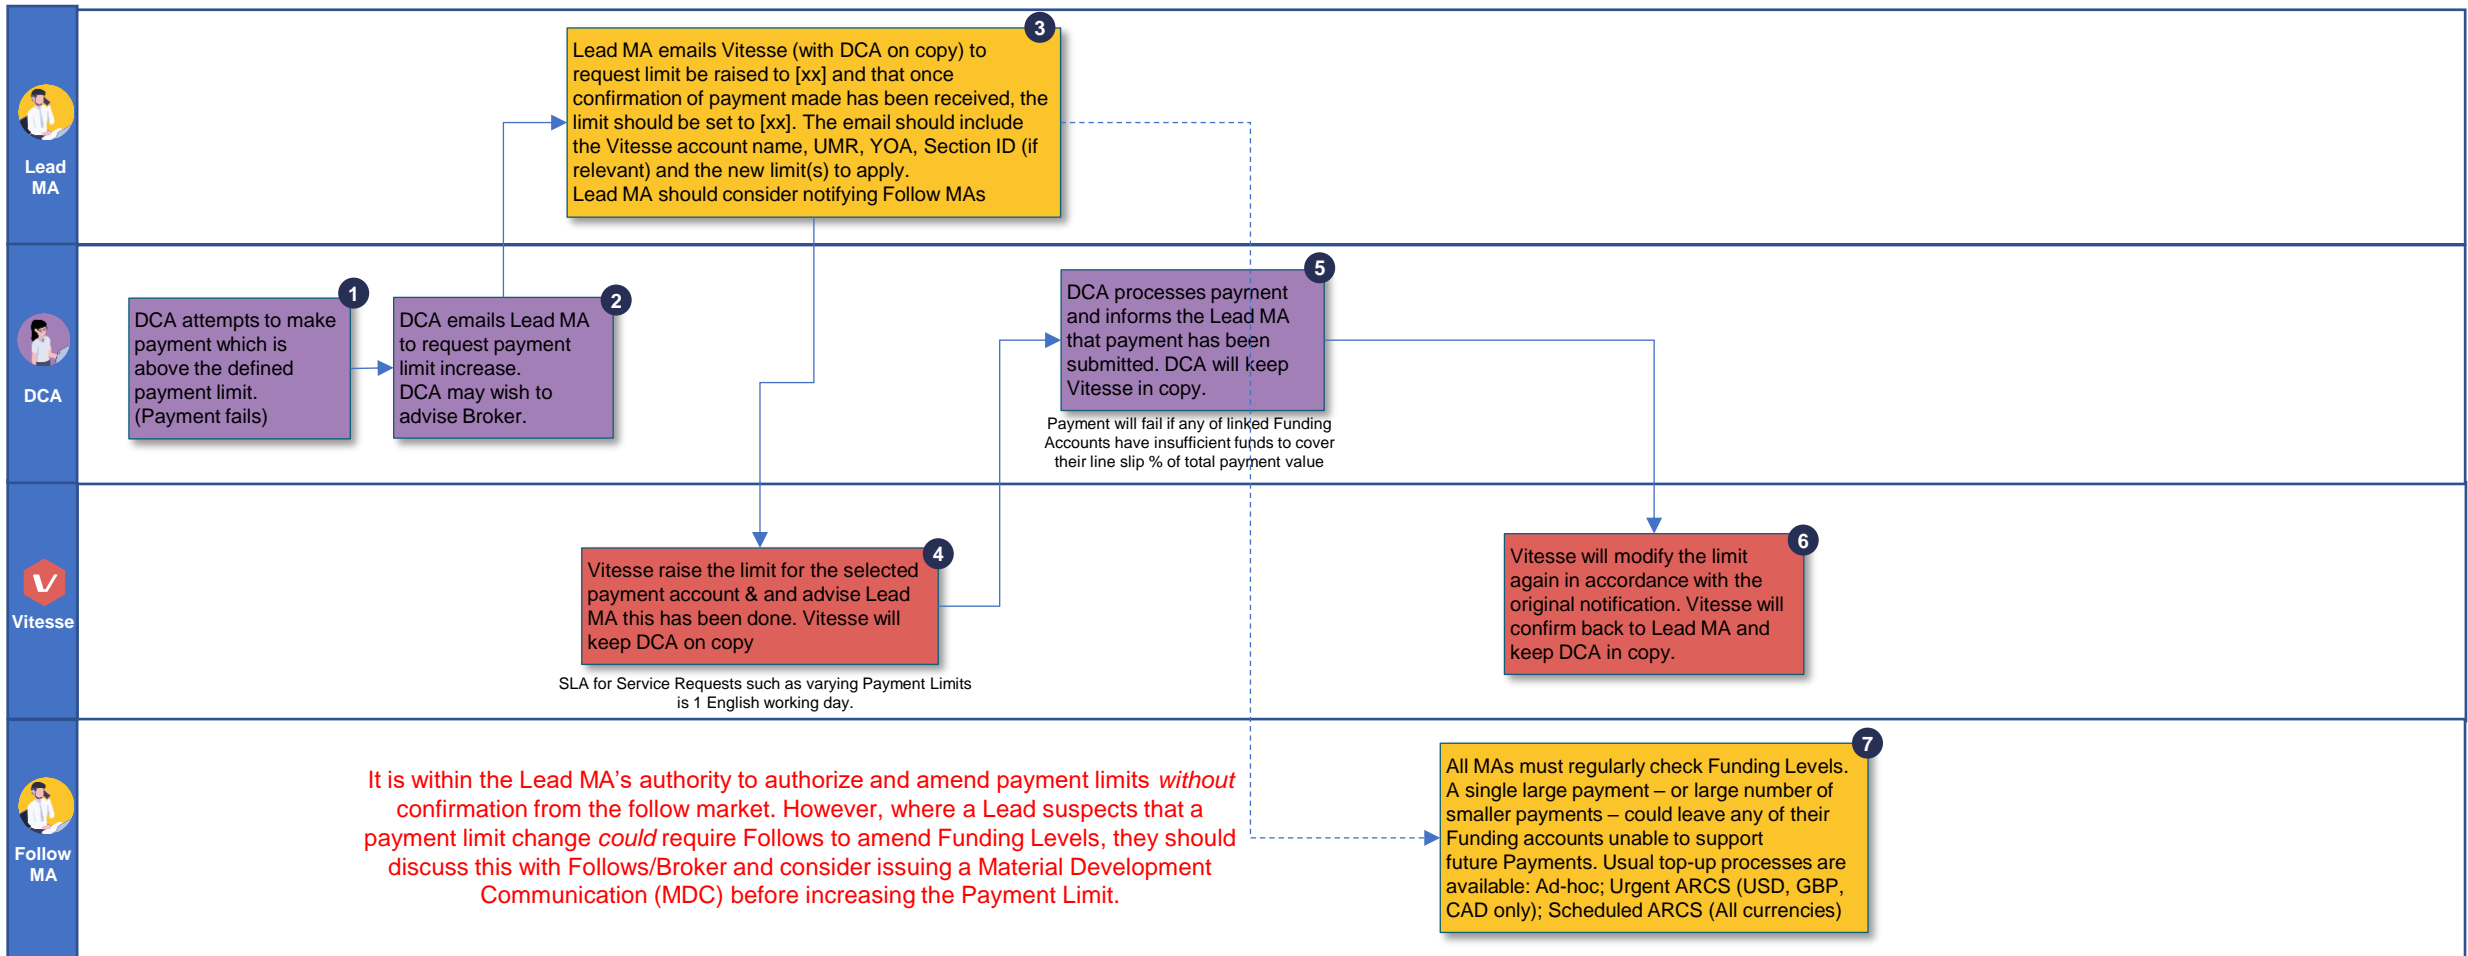 Lead
MA
3
Lead MA emails Vitesse (with DCA on copy) to
request limit be raised to [xx] and that once
confirmation of payment made has been received, the
limit should be set to [xx]. The email should include
the Vitesse account name, UMR, YOA, Section ID (if
relevant) and the new limit(s) to apply.
Lead MA should consider notifying Follow MAs
DCA
1
DCA attempts to make
payment which is
above the defined
payment limit.
(Payment fails)
2
DCA emails Lead MA
to request payment
limit increase.
DCA may wish to
advise Broker.
5
DCA processes payment
and informs the Lead MA
that payment has been
submitted. DCA will keep
Vitesse in copy.
Payment will fail if any of linked Funding
Accounts have insufficient funds to cover
their line slip % of total payment value
V
Vitesse
4
Vitesse raise the limit for the selected
payment account & and advise Lead
MA this has been done. Vitesse will
keep DCA on copy
SLA for Service Requests such as varying Payment Limits
is 1 English working day.
6
Vitesse will modify the limit
again in accordance with the
original notification. Vitesse will
confirm back to Lead MA and
keep DCA in copy.
Follow
MA
It is within the Lead MA’s authority to authorize and amend payment limits without
confirmation from the follow market. However, where a Lead suspects that a
payment limit change could require Follows to amend Funding Levels, they should
discuss this with Follows/Broker and consider issuing a Material Development
Communication (MDC) before increasing the Payment Limit.
7
All MAs must regularly check Funding Levels.
A single large payment – or large number of
smaller payments – could leave any of their
Funding accounts unable to support
future Payments. Usual top-up processes are
available: Ad-hoc; Urgent ARCS (USD, GBP,
CAD only); Scheduled ARCS (All currencies)